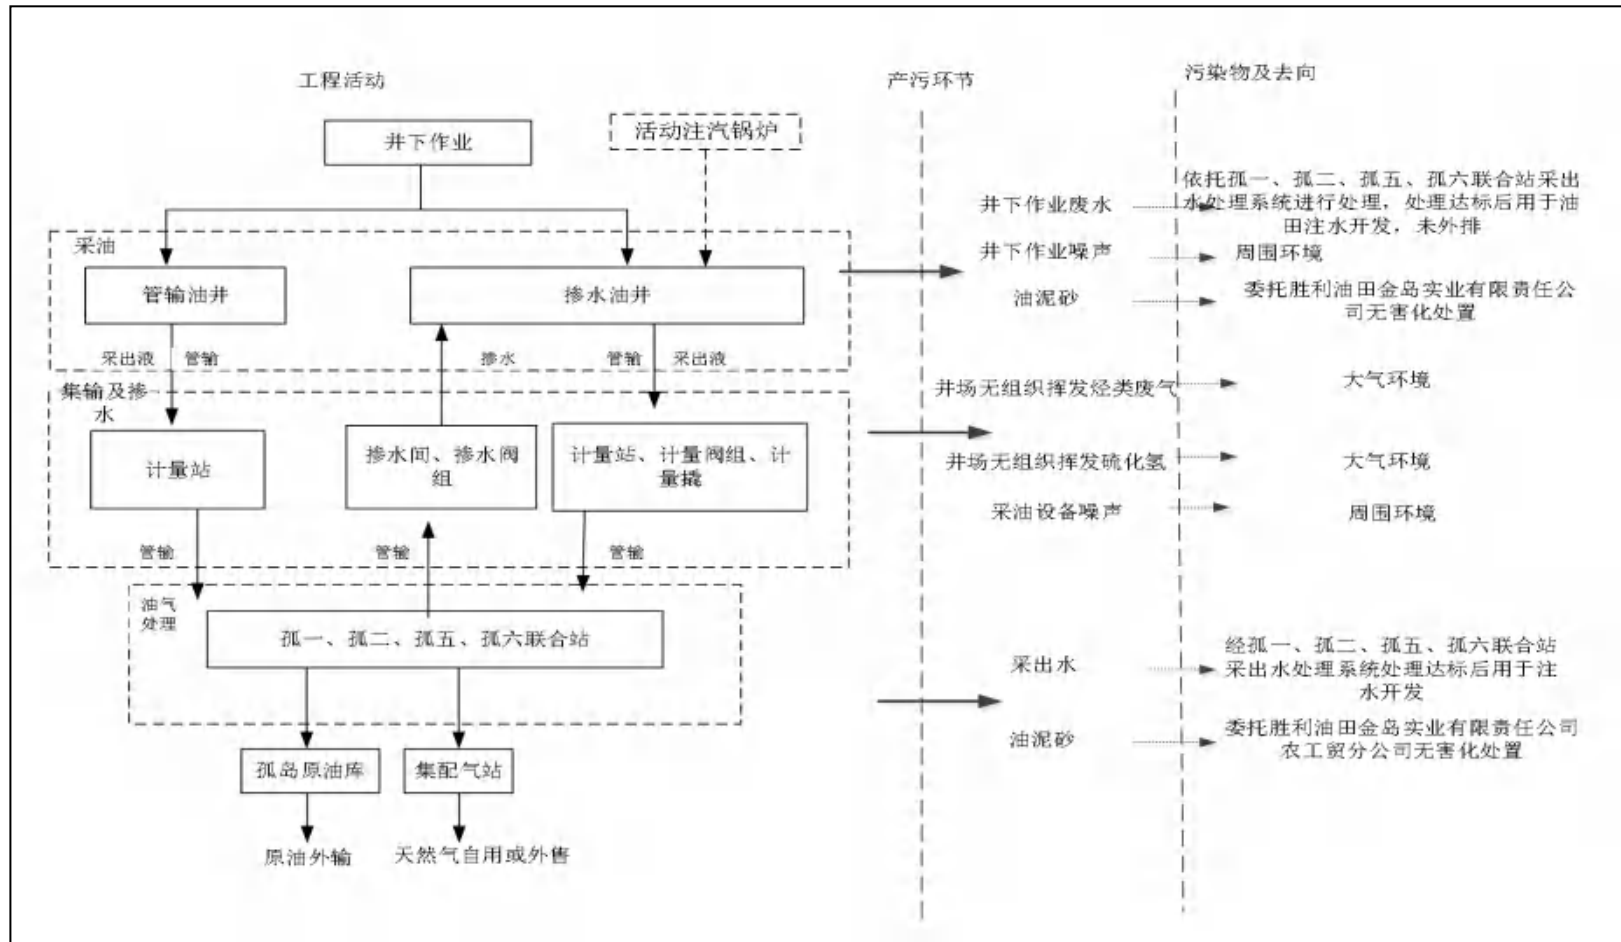 工程活动
产污环节
污染物及去向
井下作业
活动注汽锅炉
采油
管输油井
掺水油井
采出液
管输
掺水
管输
采出液
集输及掺
水
计量站
掺水间、掺水阀
组
计量站、计量阀组、计
量撬
管输
管输
管输
油气
处理
孤一、孤二、孤五、孤六联合站
孤岛原油库
集配气站
原油外输
天然气自用或外售
井下作业废水
依托孤一、孤二、孤五、孤六联合站采出
水处理系统进行处理，处理达标后用于油
田注水开发，未外排
井下作业噪声
周围环境
油泥砂
委托胜利油田金岛实业有限责任公
司无害化处置
井场无组织挥发烃类废气
大气环境
井场无组织挥发硫化氢
大气环境
采油设备噪声
周围环境
采出水
经孤一、孤二、孤五、孤六联合站
采出水处理系统处理达标后用于注
水开发
油泥砂
委托胜利油田金岛实业有限责任公司
农工贸分公司无害化处置